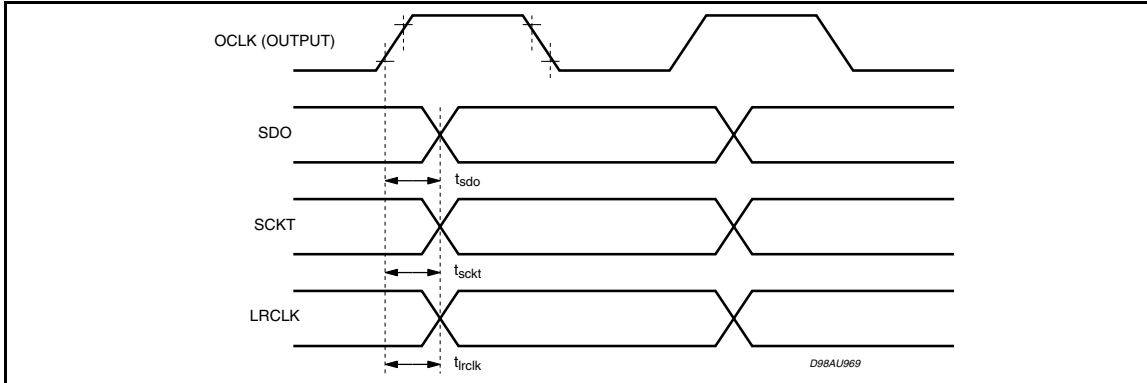 OCLK (OUTPUT)
SDO
tsdo
SCKT
tsckt
LRCLK
tlrclk
D98AU969